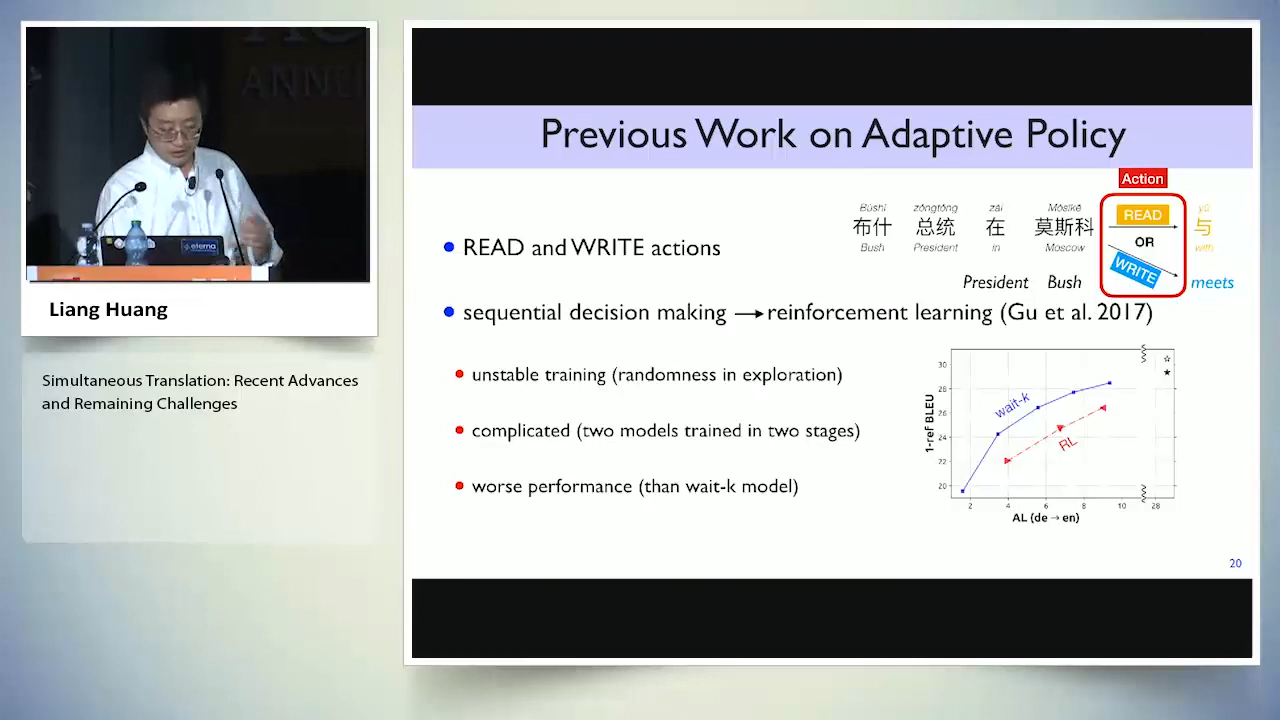 ANNU
eterna
Liang Huang
Simultaneous Translation: Recent Advances
and Remaining Challenges
Previous Work on Adaptive Policy
Action
Bùshí zǒngtǒng zài Mòsīkē yǔ
布什 总统 在 莫斯科 READ 与
Bush President in Moscow OR with
WRITE
President Bush meets
• READ and WRITE actions
• sequential decision making → reinforcement learning (Gu et al. 2017)
• unstable training (randomness in exploration)
• complicated (two models trained in two stages)
• worse performance (than wait-k model)
30
28
26
24
22
20
1-ref BLEU
wait-k
RL
2 4 6 8 10 28
AL (de → en)
20